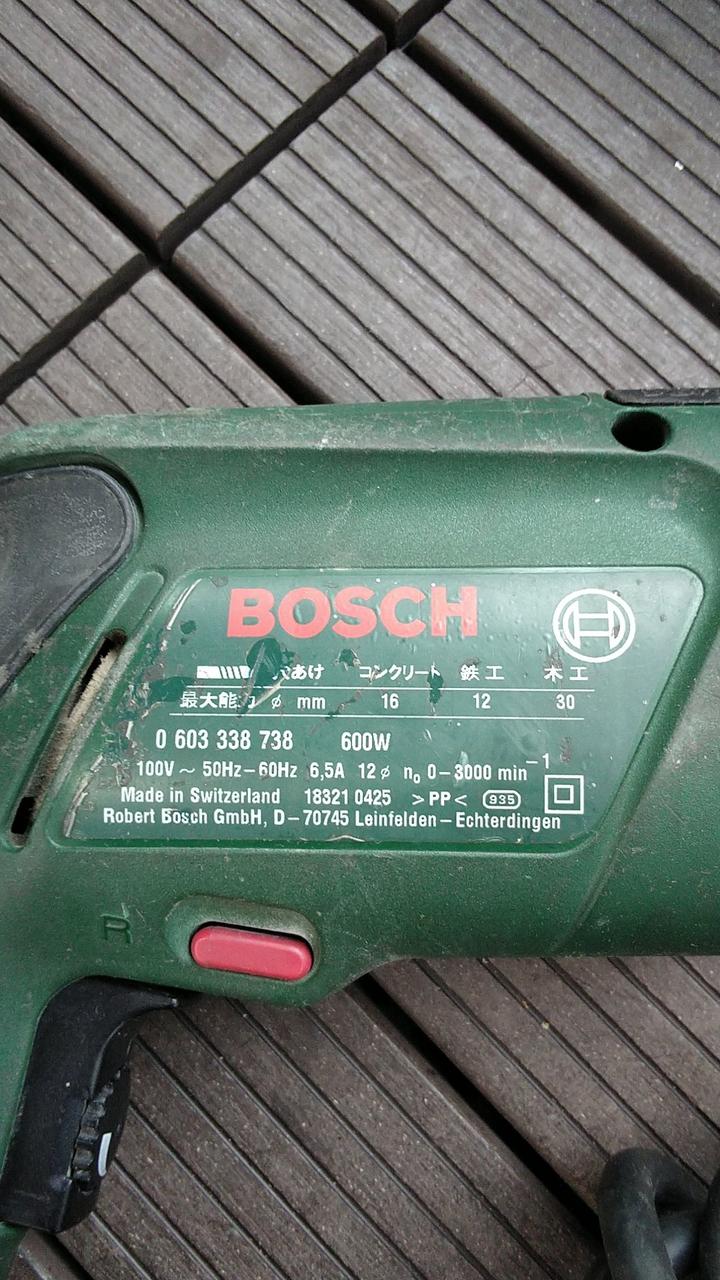 BOSCH
あけ コンクリート 鉄工 木工
最大能力 ⌀ mm 16 12 30
0 603 338 738 600W
100V ~ 50Hz–60Hz 6,5A 12⌀ n₀ 0–3000 min⁻¹
Made in Switzerland 18321 0425 >PP< 935
Robert Bosch GmbH, D–70745 Leinfelden–Echterdingen
R